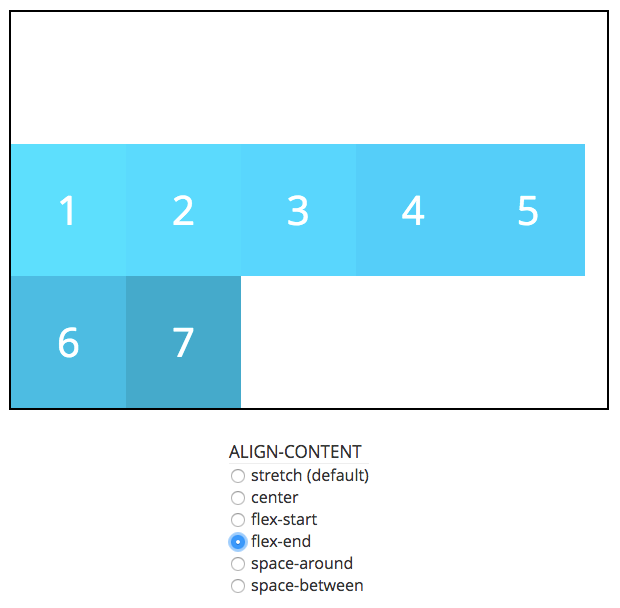 1 2 3 4 5
6 7
ALIGN-CONTENT
stretch (default)
center
flex-start
flex-end
space-around
space-between